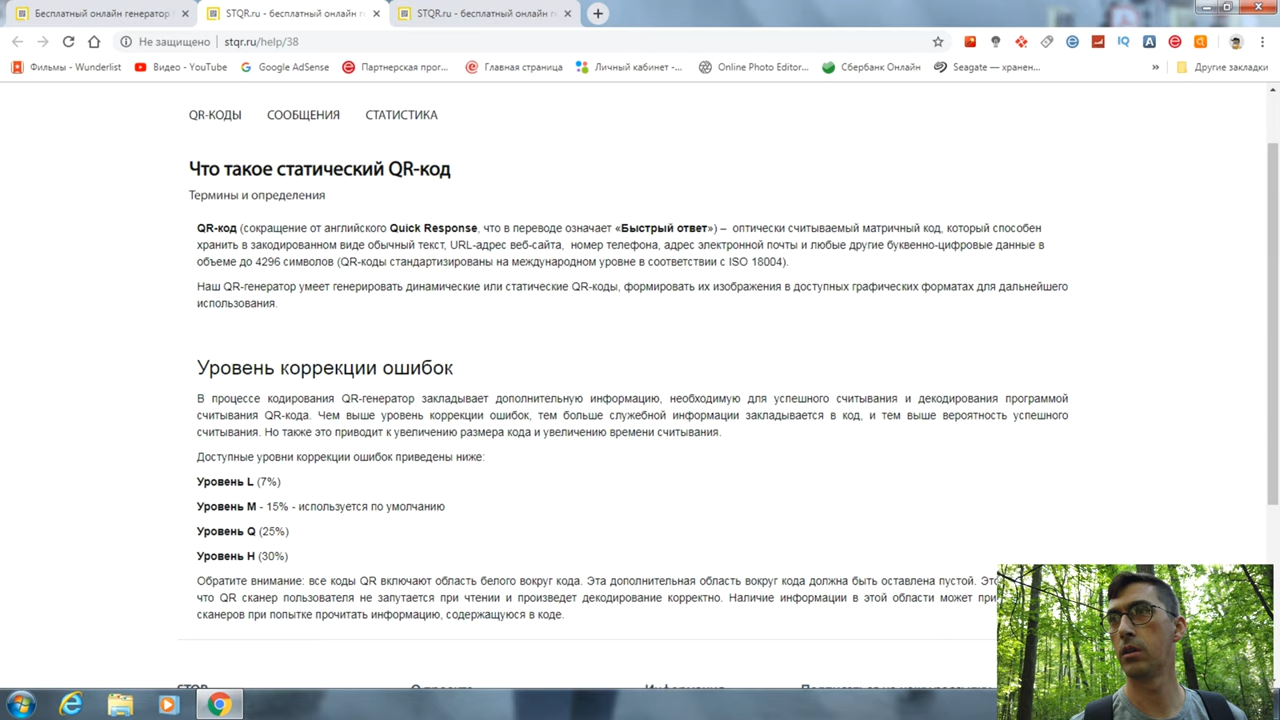 Бесплатный онлайн генератор
STQR.ru - бесплатный онлайн г
STQR.ru - бесплатный онлайн г
Не защищено
stqr.ru/help/38
Фильмы - Wunderlist
Видео - YouTube
Google AdSense
Партнерская прог...
Главная страница
Личный кабинет -...
Online Photo Editor...
Сбербанк Онлайн
Seagate — хранен...
»
Другие закладки
QR-КОДЫ СООБЩЕНИЯ СТАТИСТИКА
Что такое статический QR-код
Термины и определения
QR-код (сокращение от английского Quick Response, что в переводе означает «Быстрый ответ») – оптически считываемый матричный код, который способен
хранить в закодированном виде обычный текст, URL-адрес веб-сайта, номер телефона, адрес электронной почты и любые другие буквенно-цифровые данные в
объеме до 4296 символов (QR-коды стандартизированы на международном уровне в соответствии с ISO 18004).
Наш QR-генератор умеет генерировать динамические или статические QR-коды, формировать их изображения в доступных графических форматах для дальнейшего
использования.
Уровень коррекции ошибок
В процессе кодирования QR-генератор закладывает дополнительную информацию, необходимую для успешного считывания и декодирования программой
считывания QR-кода. Чем выше уровень коррекции ошибок, тем больше служебной информации закладывается в код, и тем выше вероятность успешного
считывания. Но также это приводит к увеличению размера кода и увеличению времени считывания.
Доступные уровни коррекции ошибок приведены ниже:
Уровень L (7%)
Уровень M - 15% - используется по умолчанию
Уровень Q (25%)
Уровень H (30%)
Обратите внимание: все коды QR включают область белого вокруг кода. Эта дополнительная область вокруг кода должна быть оставлена пустой. Это
что QR сканер пользователя не запутается при чтении и произведет декодирование корректно. Наличие информации в этой области может при
сканеров при попытке прочитать информацию, содержащуюся в коде.